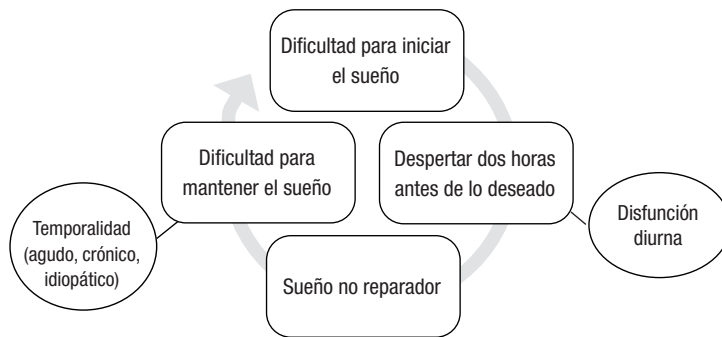 Dificultad para iniciar
el sueño
Dificultad para
mantener el sueño
Despertar dos horas
antes de lo deseado
Temporalidad
(agudo, crónico,
idiopático)
Disfunción
diurna
Sueño no reparador